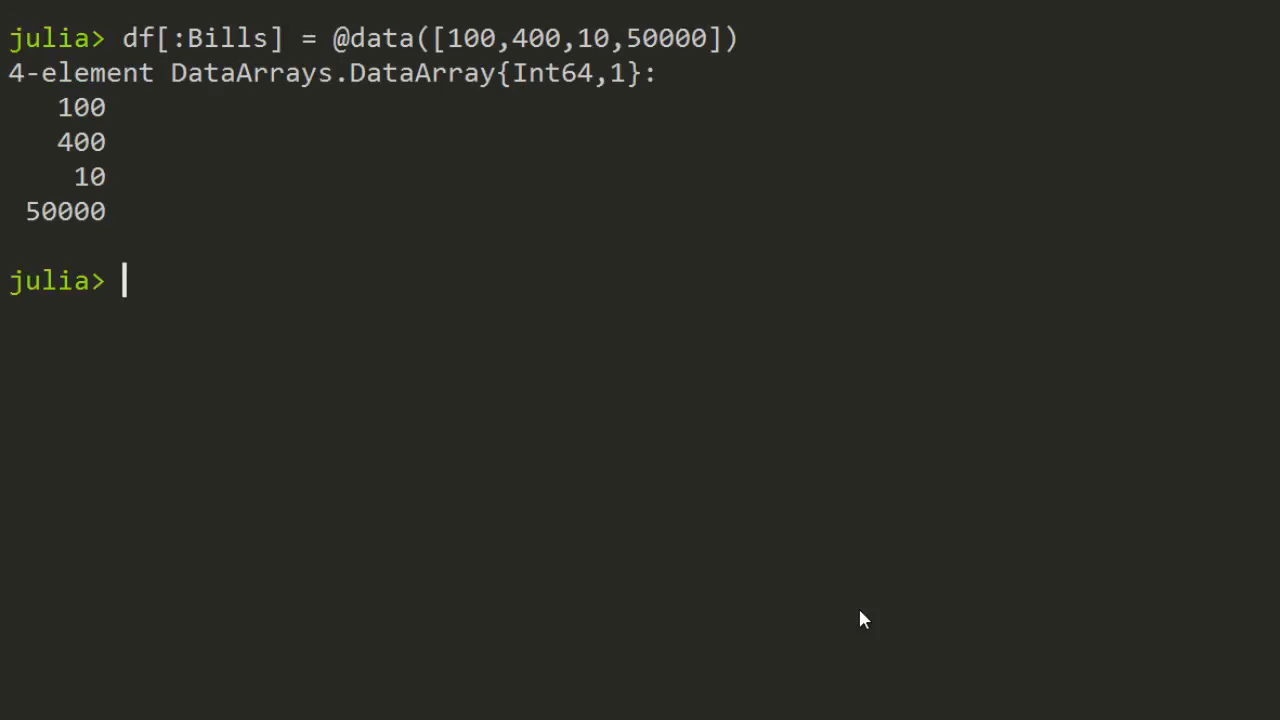 julia> df[:Bills] = @data([100,400,10,50000])
4-element DataArrays.DataArray{Int64,1}:
   100
   400
    10
 50000
julia>